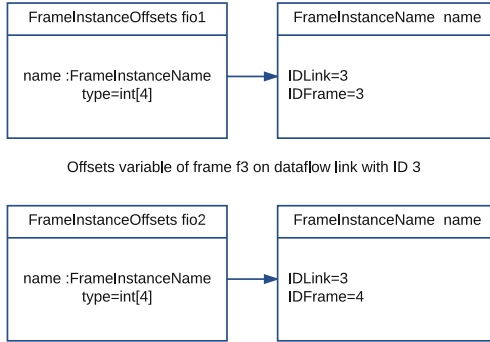 FrameInstanceOffsets fio1
name :FrameInstanceName
type=int[4]
FrameInstanceName name
IDLink=3
IDFrame=3
Offsets variable of frame f3 on dataflow link with ID 3
FrameInstanceOffsets fio2
name :FrameInstanceName
type=int[4]
FrameInstanceName name
IDLink=3
IDFrame=4